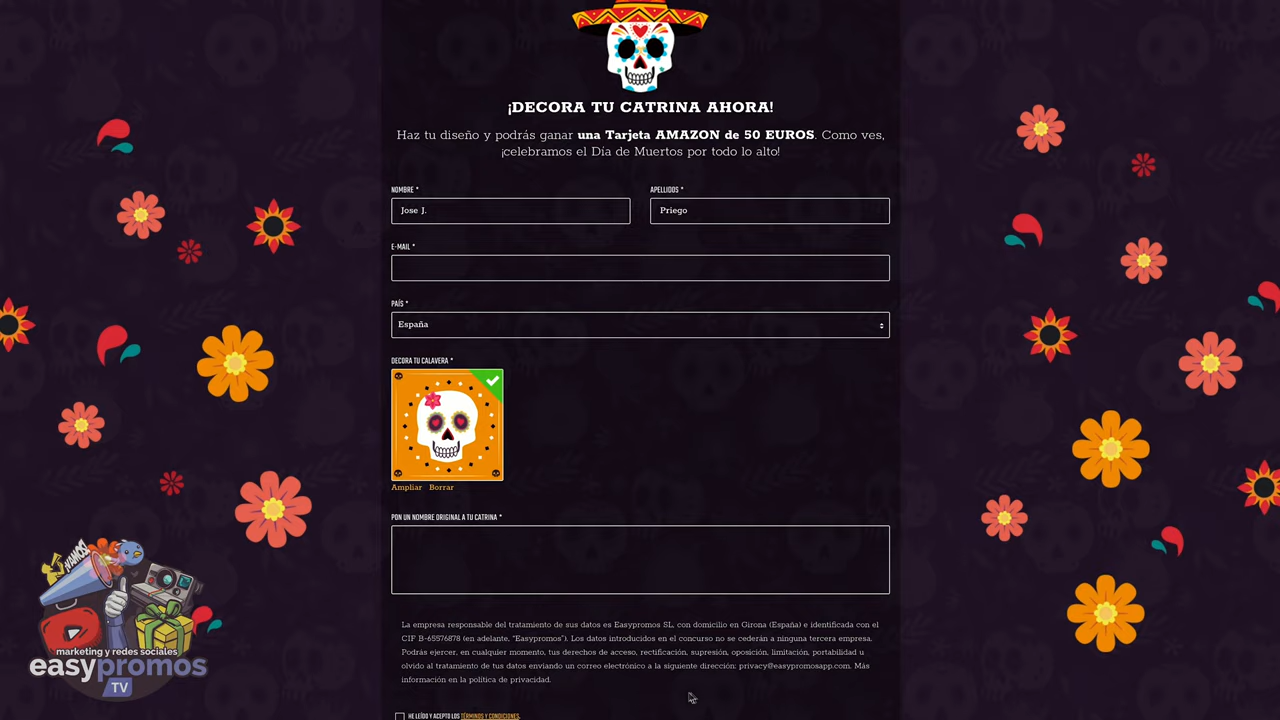 ¡DECORA TU CATRINA AHORA!
Haz tu diseño y podrás ganar una Tarjeta AMAZON de 50 EUROS. Como ves,
¡celebramos el Día de Muertos por todo lo alto!
NOMBRE *
APELLIDOS *
Jose J.
Priego
E-MAIL *
PAÍS *
España
DECORA TU CALAVERA *
Ampliar Borrar
PON UN NOMBRE ORIGINAL A TU CATRINA *
La empresa responsable del tratamiento de sus datos es Easypromos SL, con domicilio en Girona (España) e identificada con el
CIF B-65576878 (en adelante, "Easypromos"). Los datos introducidos en el concurso no se cederán a ninguna tercera empresa.
Podrás ejercer, en cualquier momento, tus derechos de acceso, rectificación, supresión, oposición, limitación, portabilidad u
olvido al tratamiento de tus datos enviando un correo electrónico a la siguiente dirección: privacy@easypromosapp.com. Más
información en la política de privacidad.
HE LEÍDO Y ACEPTO LOS TÉRMINOS Y CONDICIONES.
¡VAMOS!
marketing y redes sociales
easypromos
TV